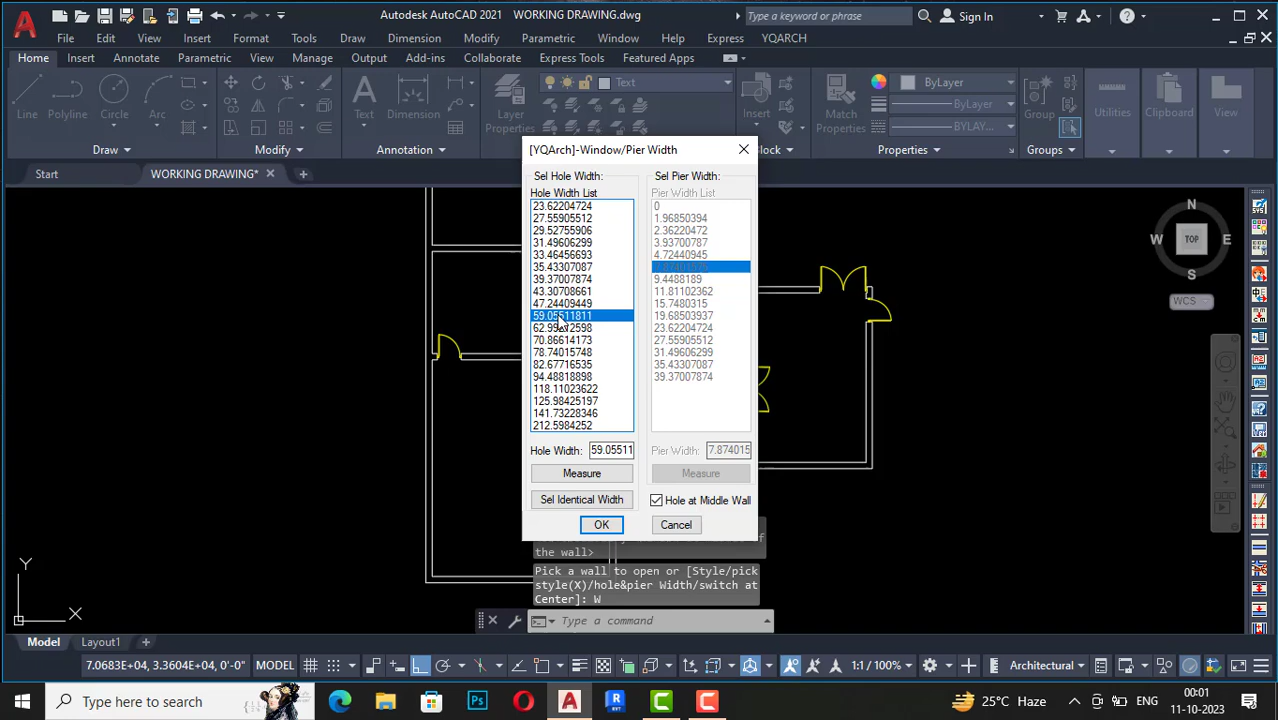 Autodesk AutoCAD 2021 WORKING DRAWING.dwg
Type a keyword or phrase
Sign In
File Edit View Insert Format Tools Draw Dimension Modify Parametric Window Help Express YQARCH
Home Insert Annotate Parametric View Manage Output Add-ins Collaborate Express Tools Featured Apps
Line Polyline Circle Arc
Text Dimension
Layer Properties
Text
Insert
Match Properties
ByLayer
ByLayer
BYLAY...
Group
Utilities Clipboard View
Draw Modify Annotation Block Properties Groups
Start WORKING DRAWING*
[YQArch]-Window/Pier Width
Sel Hole Width:
Hole Width List
23.62204724
27.55905512
29.52755906
31.49606299
33.46456693
35.43307087
39.37007874
43.30708661
47.24409449
59.05511811
70.86614173
78.74015748
82.67716535
94.48818898
118.11023622
125.98425197
141.73228346
212.5984252
Hole Width: 59.05511
Measure
Sel Identical Width
Sel Pier Width:
Pier Width List
0
1.96850394
2.36220472
3.93700787
4.72440945
9.4488189
11.81102362
15.7480315
19.68503937
23.62204724
27.55905512
31.49606299
35.43307087
39.37007874
Pier Width: 7.874015
Measure
Hole at Middle Wall
OK Cancel
N
W TOP E
S
WCS
the wall>
Pick a wall to open or [Style/pick
style(X)/hole&pier Width/switch at
Center]: W
Type a command
Y
X
Model Layout1
7.0683E+04, 3.3604E+04, 0'-0" MODEL 1:1 / 100% Architectural
Type here to search
Ps
25°C Haze
ENG
00:01
11-10-2023